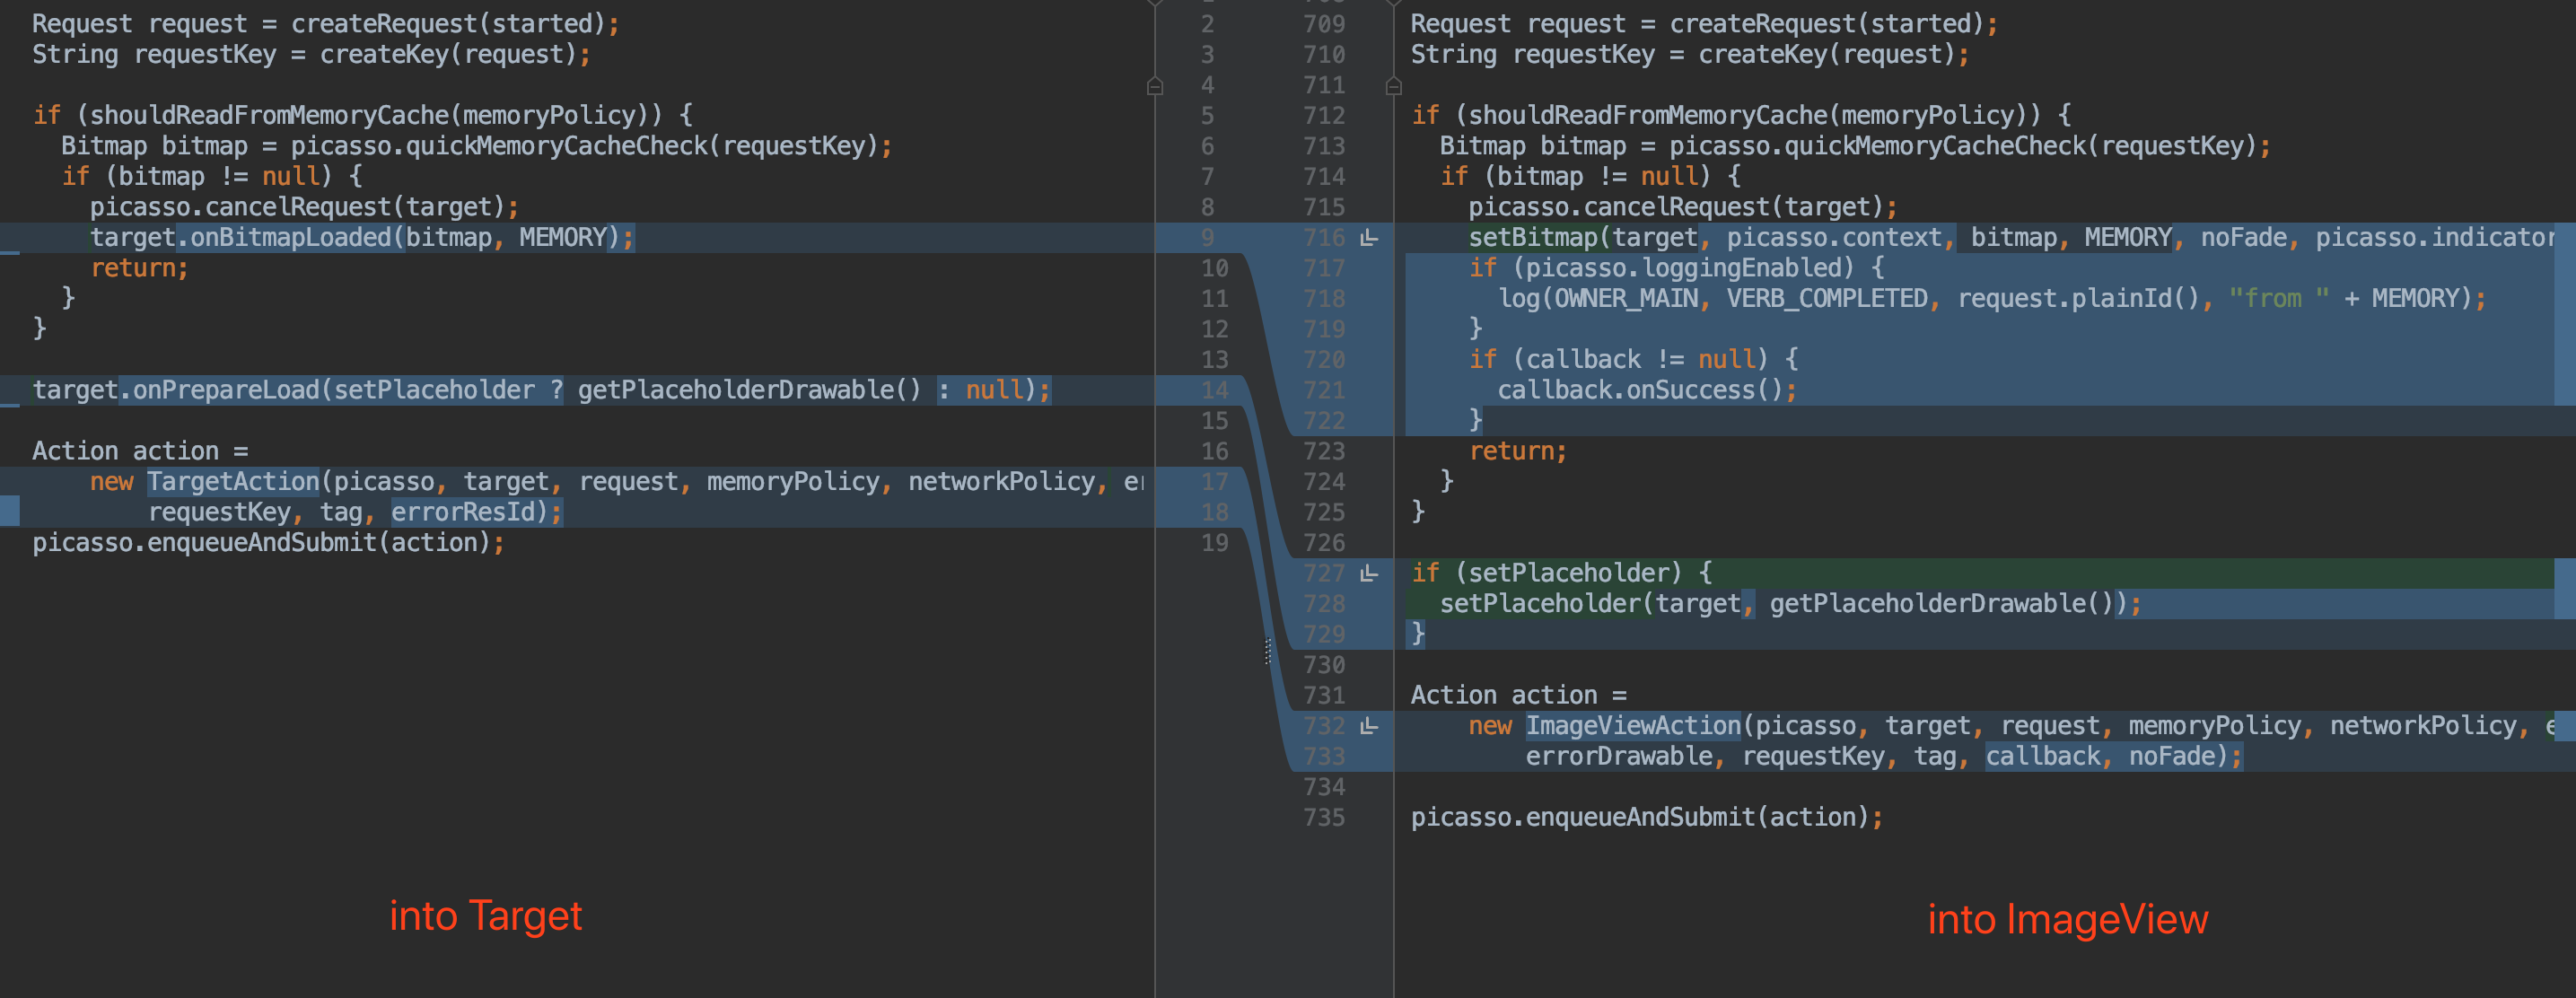 Request request = createRequest(started);
String requestKey = createKey(request);
if (shouldReadFromMemoryCache(memoryPolicy)) {
Bitmap bitmap = picasso.quickMemoryCacheCheck(requestKey);
if (bitmap != null) {
picasso.cancelRequest(target);
target.onBitmapLoaded(bitmap, MEMORY);
return;
}
}
target.onPrepareLoad(setPlaceholder ? getPlaceholderDrawable() : null);
Action action =
new TargetAction(picasso, target, request, memoryPolicy, networkPolicy,
requestKey, tag, errorResId);
picasso.enqueueAndSubmit(action);
into Target
2 709
3 710
4 711
5 712
6 713
7 714
8 715
9 716
10 717
11 718
12 719
13 720
14 721
15 722
16 723
17 724
18 725
19 726
727
728
729
730
731
732
733
734
735
Request request = createRequest(started);
String requestKey = createKey(request);
if (shouldReadFromMemoryCache(memoryPolicy)) {
Bitmap bitmap = picasso.quickMemoryCacheCheck(requestKey);
if (bitmap != null) {
picasso.cancelRequest(target);
setBitmap(target, picasso.context, bitmap, MEMORY, noFade, picasso.indicator
if (picasso.loggingEnabled) {
log(OWNER_MAIN, VERB_COMPLETED, request.plainId(), "from " + MEMORY);
}
if (callback != null) {
callback.onSuccess();
}
return;
}
}
if (setPlaceholder) {
setPlaceholder(target, getPlaceholderDrawable());
}
Action action =
new ImageViewAction(picasso, target, request, memoryPolicy, networkPolicy,
errorDrawable, requestKey, tag, callback, noFade);
picasso.enqueueAndSubmit(action);
into ImageView